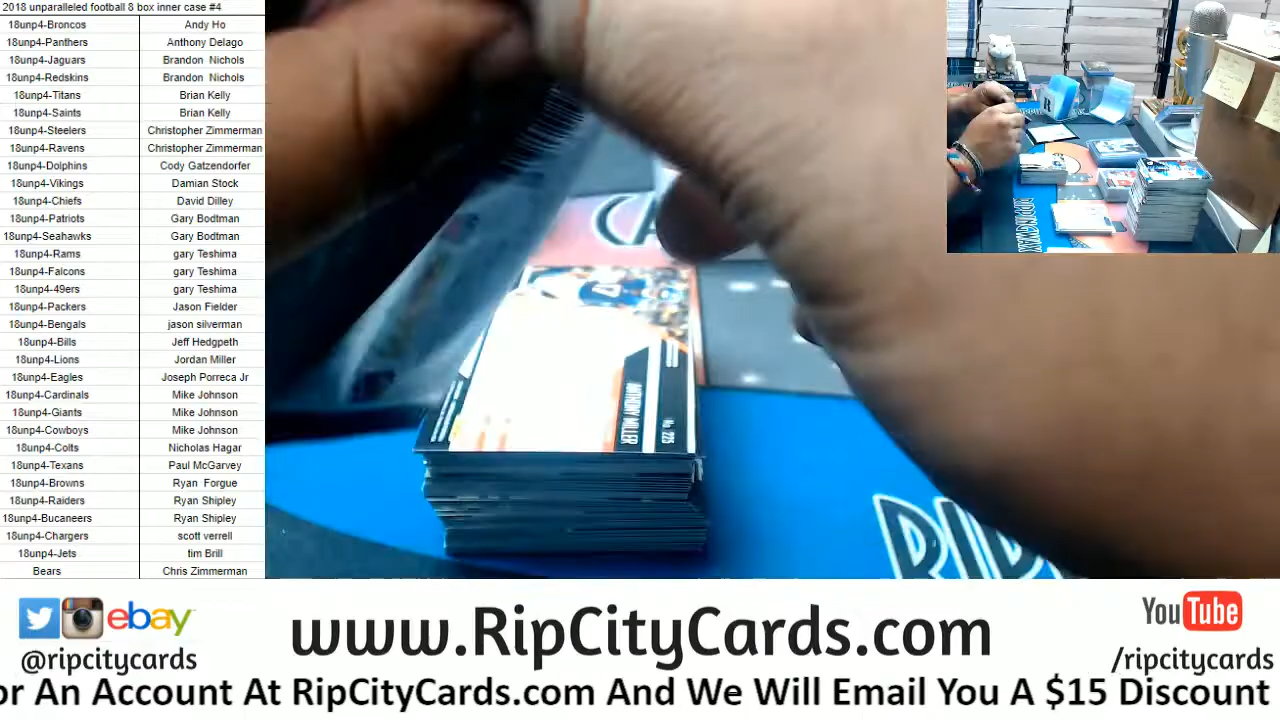 2018 unparalleled football 8 box inner case #4
18unp4-Broncos Andy Ho
18unp4-Panthers Anthony Delago
18unp4-Jaguars Brandon Nichols
18unp4-Redskins Brandon Nichols
18unp4-Titans Brian Kelly
18unp4-Saints Brian Kelly
18unp4-Steelers Christopher Zimmerman
18unp4-Ravens Christopher Zimmerman
18unp4-Dolphins Cody Gatzendorfer
18unp4-Vikings Damian Stock
18unp4-Chiefs David Dilley
18unp4-Patriots Gary Bodtman
18unp4-Seahawks Gary Bodtman
18unp4-Rams gary Teshima
18unp4-Falcons gary Teshima
18unp4-49ers gary Teshima
18unp4-Packers Jason Fielder
18unp4-Bengals jason silverman
18unp4-Bills Jeff Hedgpeth
18unp4-Lions Jordan Miller
18unp4-Eagles Joseph Porreca Jr
18unp4-Cardinals Mike Johnson
18unp4-Giants Mike Johnson
18unp4-Cowboys Mike Johnson
18unp4-Colts Nicholas Hagar
18unp4-Texans Paul McGarvey
18unp4-Browns Ryan Forgue
18unp4-Raiders Ryan Shipley
18unp4-Bucaneers Ryan Shipley
18unp4-Chargers scott verrell
18unp4-Jets tim Brill
Bears Chris Zimmerman
CA
No. 225
ANTHONY MILLER
ebay
@ripcitycards
www.RipCityCards.com
YouTube
/ripcitycards
or An Account At RipCityCards.com And We Will Email You A $15 Discount